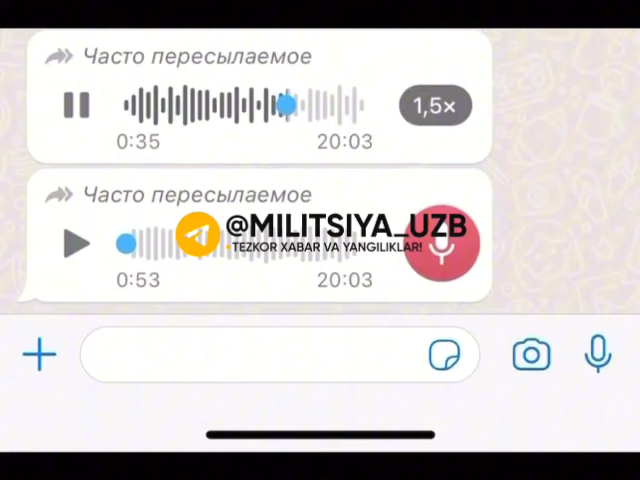 Часто пересылаемое
1,5×
0:35 20:03
Часто пересылаемое
@MILITSIYA_UZB
TEZKOR XABAR VA YANGILIKLAR!
0:53 20:03